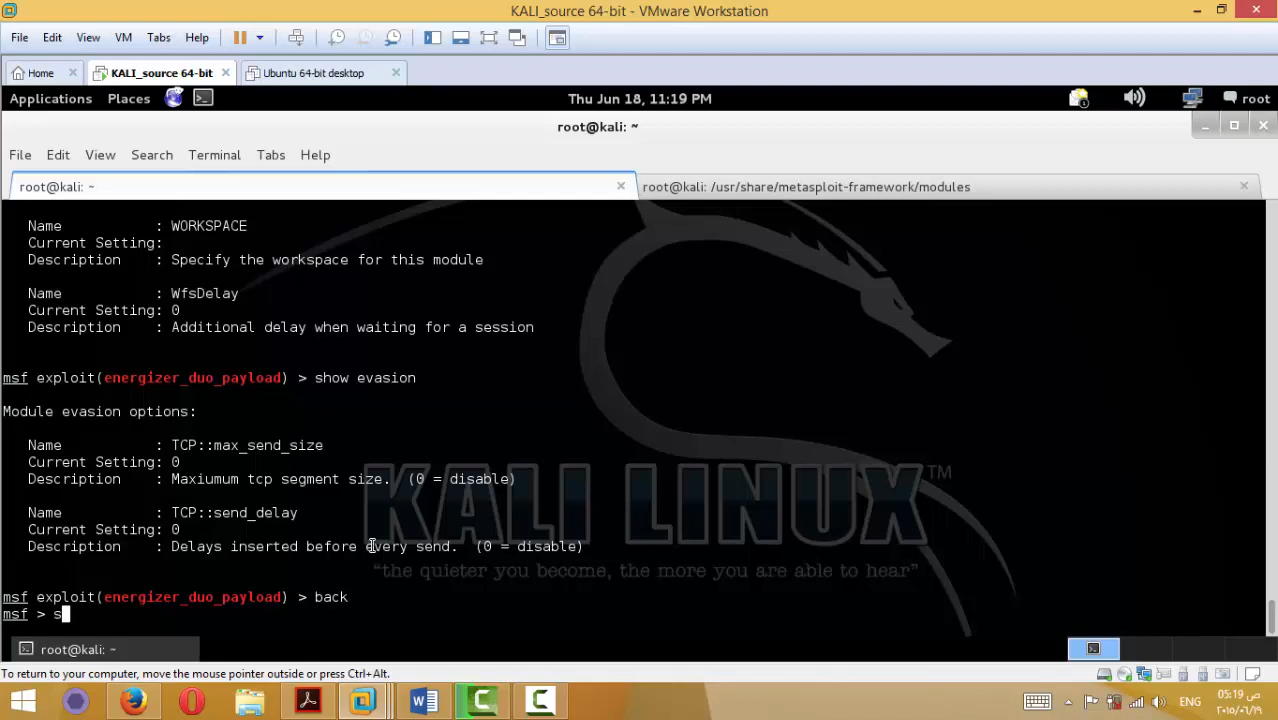 KALI_source 64-bit - VMware Workstation
File Edit View VM Tabs Help
Home KALI_source 64-bit Ubuntu 64-bit desktop
Applications Places Thu Jun 18, 11:19 PM root
root@kali: ~
File Edit View Search Terminal Tabs Help
root@kali: ~ root@kali: /usr/share/metasploit-framework/modules
Name : WORKSPACE
Current Setting:
Description : Specify the workspace for this module
Name : WfsDelay
Current Setting: 0
Description : Additional delay when waiting for a session
msf exploit(energizer_duo_payload) > show evasion
Module evasion options:
Name : TCP::max_send_size
Current Setting: 0
Description : Maxiumum tcp segment size. (0 = disable)
Name : TCP::send_delay
Current Setting: 0
Description : Delays inserted before every send. (0 = disable)
KALI LINUX™
"the quieter you become, the more you are able to hear"
msf exploit(energizer_duo_payload) > back
msf > s
root@kali: ~
To return to your computer, move the mouse pointer outside or press Ctrl+Alt.
ENG 05:19 ص
٢٠١٥/٠٦/١٩